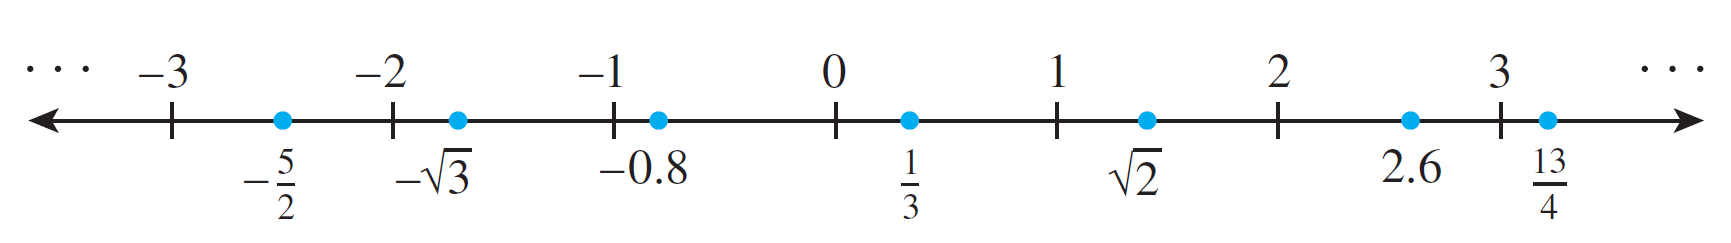 · · · –3 –2 –1 0 1 2 3 · · ·
–5/2 –√3 –0.8 1/3 √2 2.6 13/4